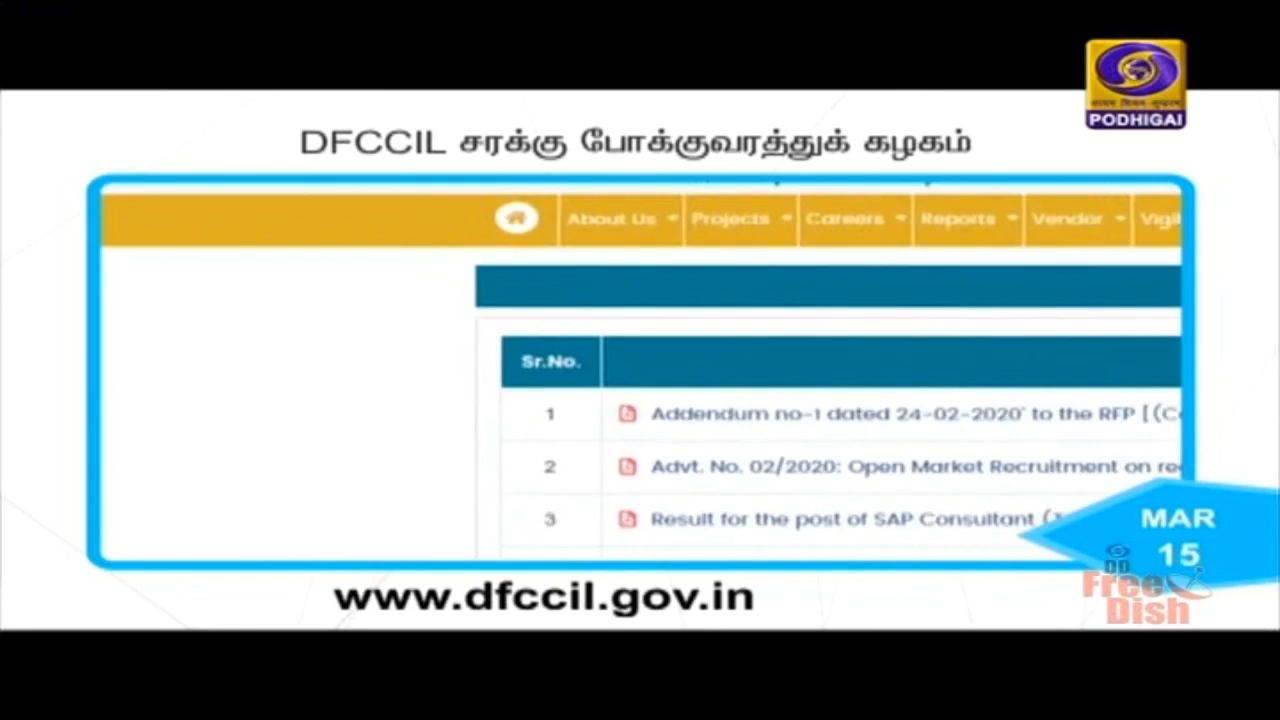 PODHIGAI
DFCCIL சரக்கு போக்குவரத்துக் கழகம்
About Us Projects Careers Reports Vendor Vigil
Sr.No.
1 Addendum no-1 dated 24-02-2020' to the RFP [(C
2 Advt. No. 02/2020: Open Market Recruitment on re
3 Result for the post of SAP Consultant (
MAR
15
DD
Free
Dish
www.dfccil.gov.in